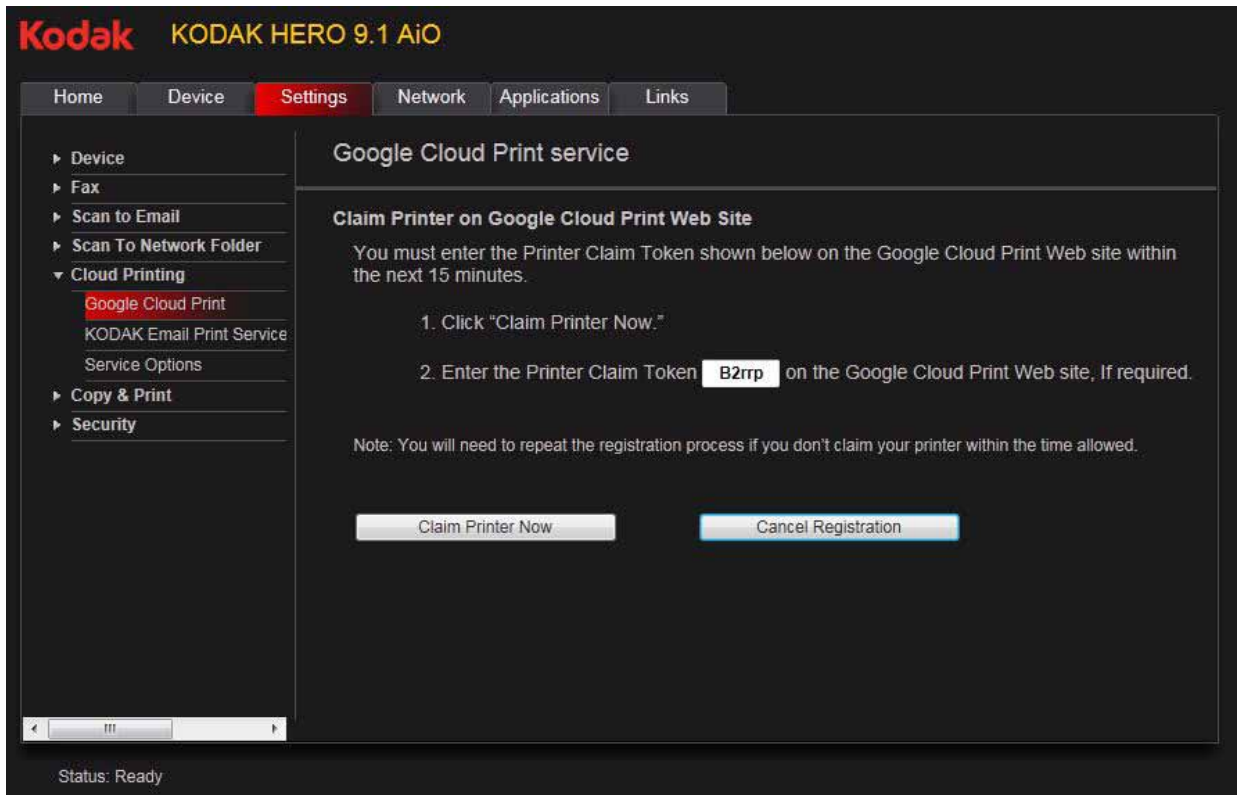 Kodak KODAK HERO 9.1 AiO
Home Device Settings Network Applications Links
Device
Fax
Scan to Email
Scan To Network Folder
Cloud Printing
Google Cloud Print
KODAK Email Print Service
Service Options
Copy & Print
Security
Google Cloud Print service
Claim Printer on Google Cloud Print Web Site
You must enter the Printer Claim Token shown below on the Google Cloud Print Web site within
the next 15 minutes.
1. Click “Claim Printer Now.”
2. Enter the Printer Claim Token B2rrp on the Google Cloud Print Web site, If required.
Note: You will need to repeat the registration process if you don’t claim your printer within the time allowed.
Claim Printer Now Cancel Registration
Status: Ready